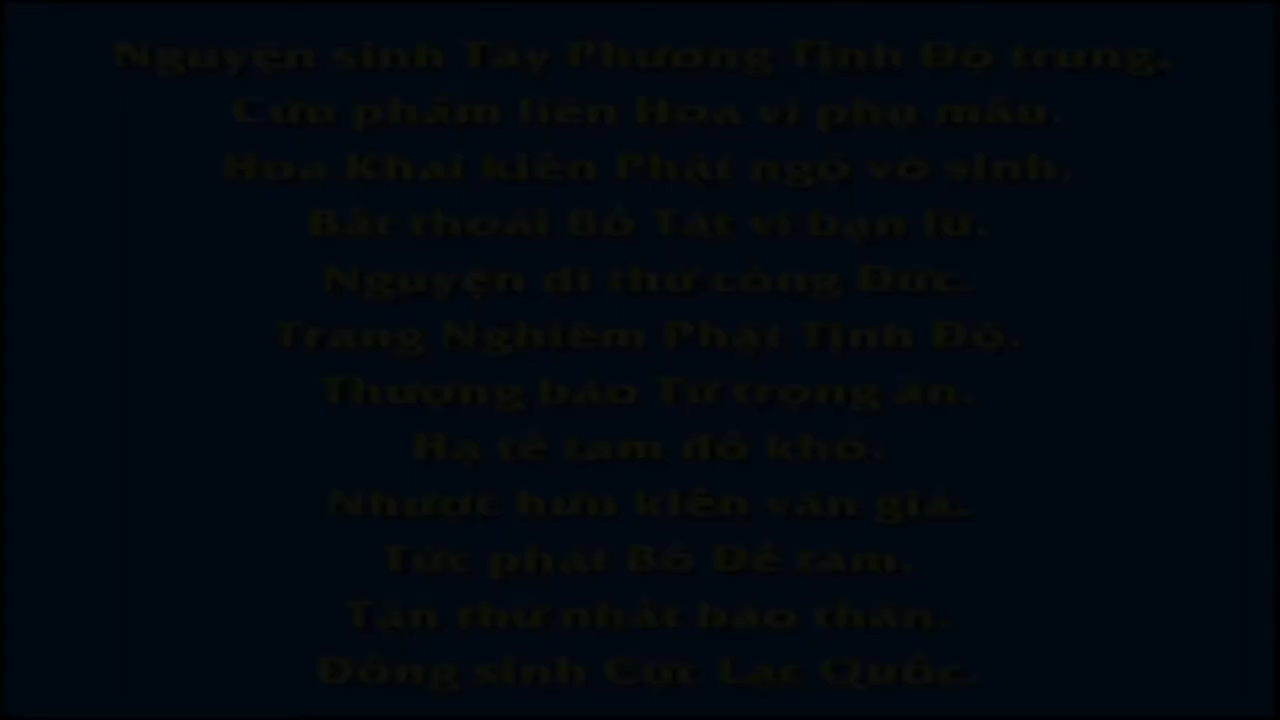 Nguyện sinh Tây Phương Tịnh Độ trung.
Cửu phẩm liên Hoa vi phụ mẫu.
Hoa Khai kiến Phật ngộ vô sinh.
Bất thoái Bồ Tát vi bạn lữ.
Nguyện dĩ thử công Đức.
Trang Nghiêm Phật Tịnh Độ.
Thượng báo Tứ trọng ân.
Hạ tế tam đồ khổ.
Nhược hữu kiến văn giả.
Tức phát Bồ Đề tâm.
Tận thử nhất báo thân.
Đồng sinh Cực Lạc Quốc.